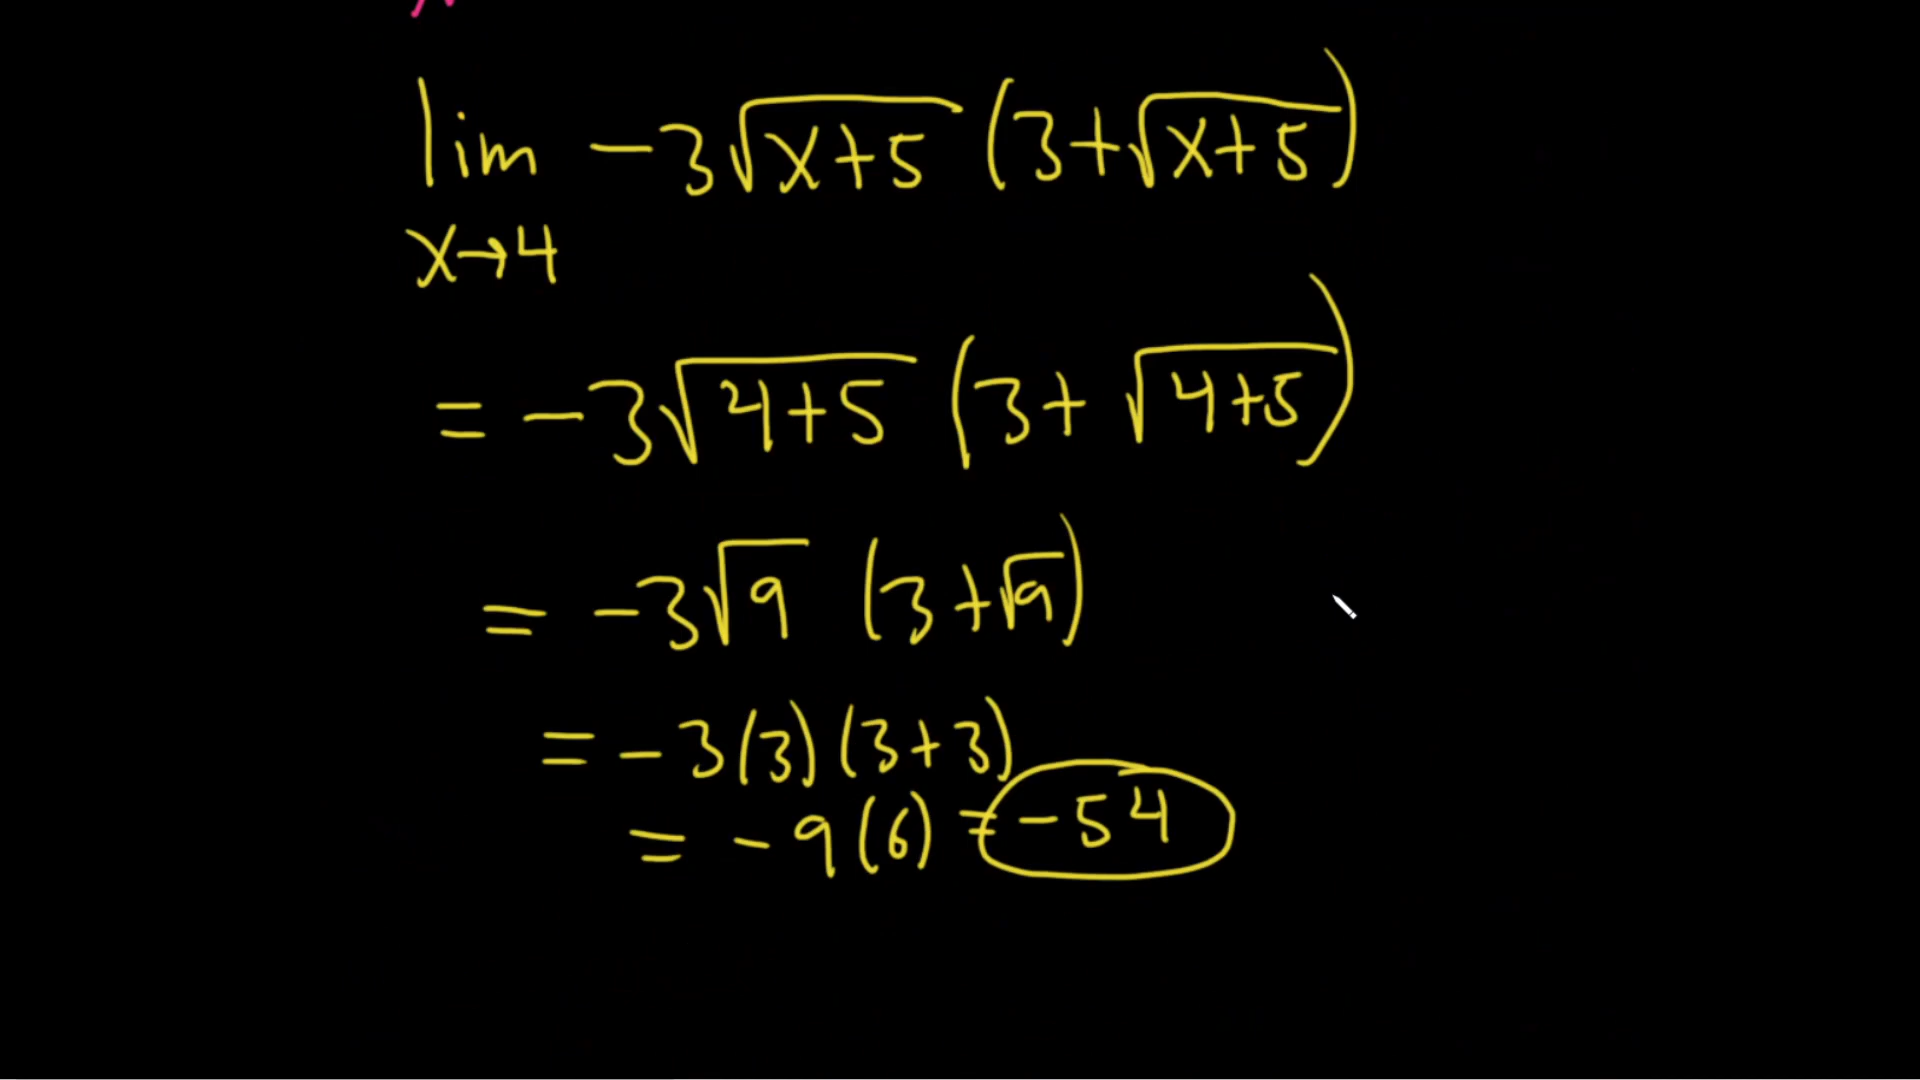 lim -3√(x+5) (3+√(x+5))
x→4
= -3√(4+5) (3+√(4+5))
= -3√9 (3+√9)
= -3(3)(3+3)
= -9(6) = -54